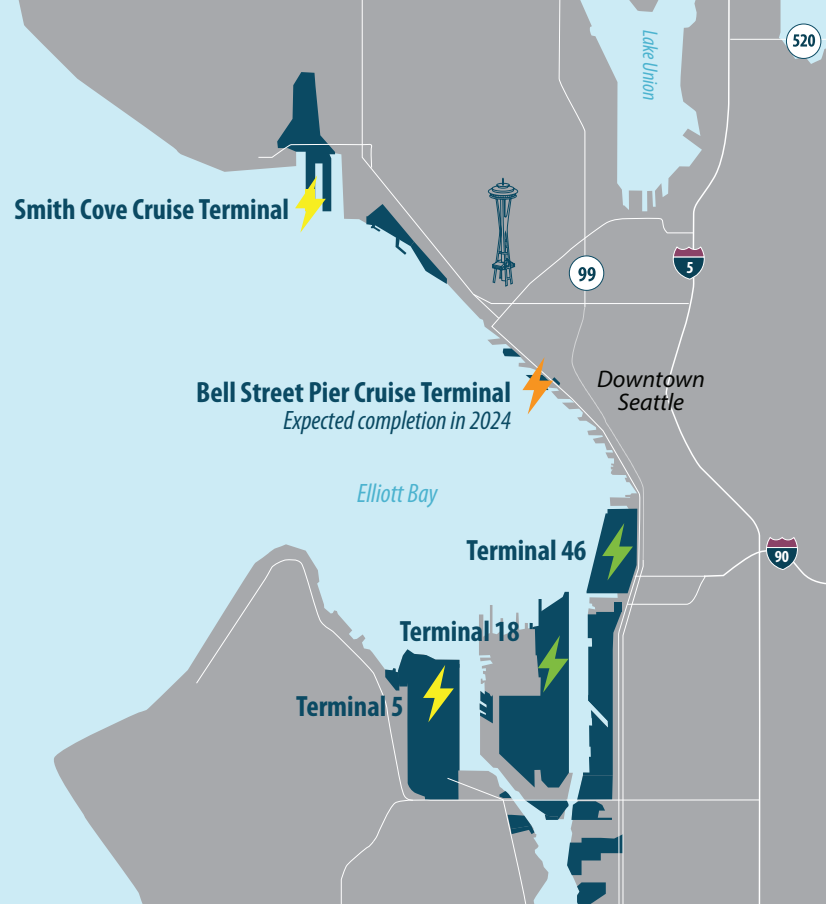 Lake Union
520
Smith Cove Cruise Terminal
5
99
Bell Street Pier Cruise Terminal
Expected completion in 2024
Downtown
Seattle
Elliott Bay
Terminal 46
90
Terminal 18
Terminal 5